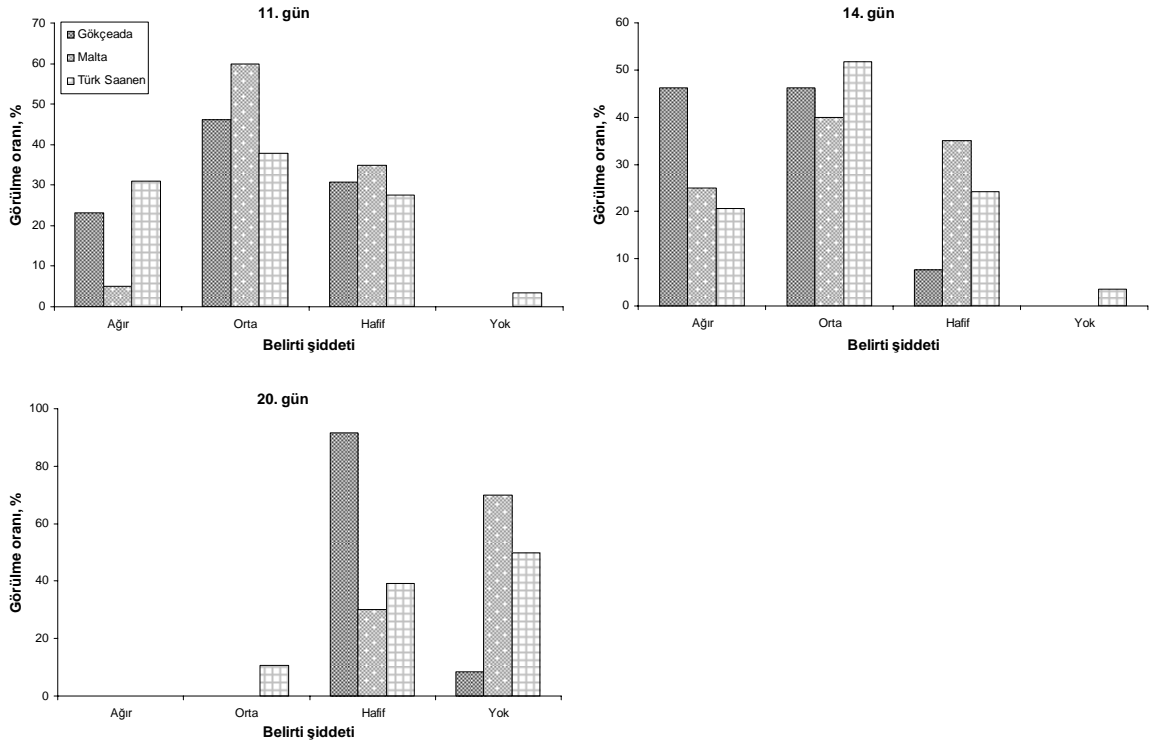 11. gün
70
60
50
40
30
20
10
0
Görülme oranı, %
Gökçeada
Malta
Türk Saanen
Ağır Orta Hafif Yok
Belirti şiddeti
14. gün
60
50
40
30
20
10
0
Görülme oranı, %
Ağır Orta Hafif Yok
Belirti şiddeti
20. gün
100
80
60
40
20
0
Görülme oranı, %
Ağır Orta Hafif Yok
Belirti şiddeti